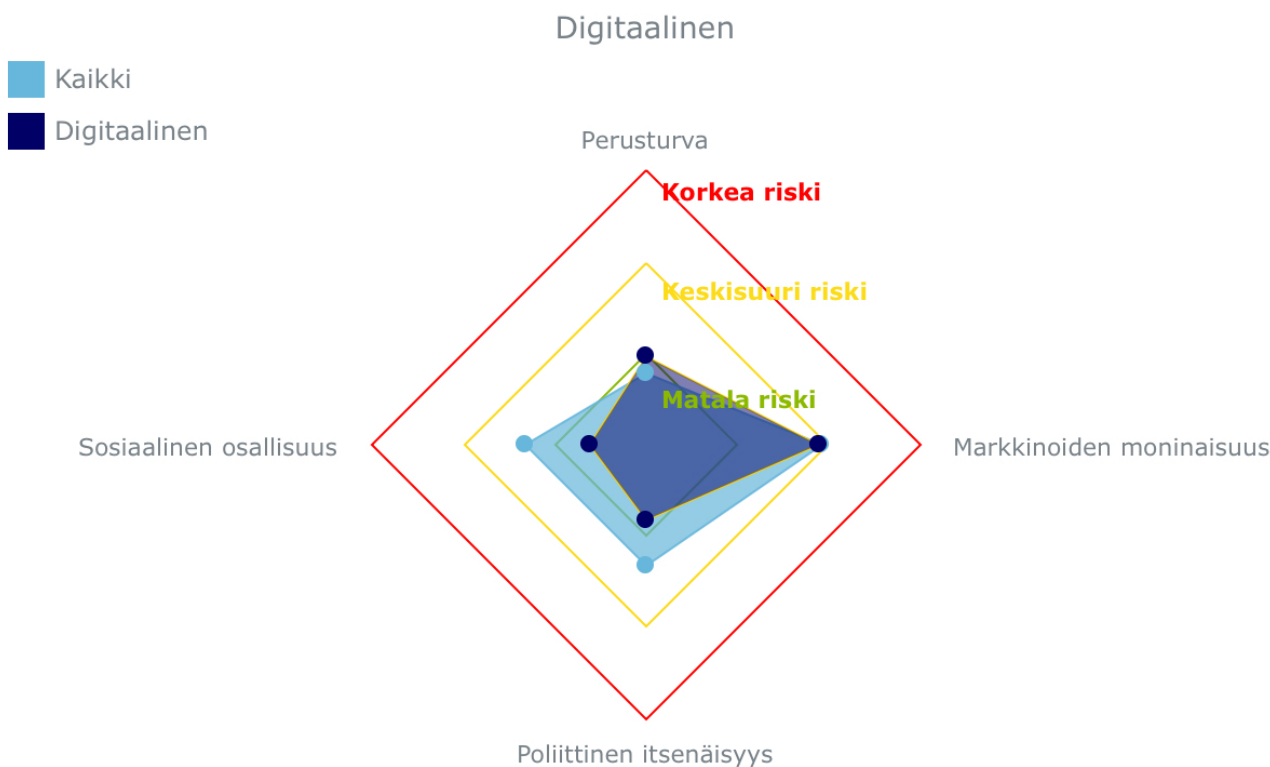 Digitaalinen
Kaikki
Digitaalinen
Perusturva
Korkea riski
Keskisuuri riski
Matala riski
Sosiaalinen osallisuus
Markkinoiden moninaisuus
Poliittinen itsenäisyys